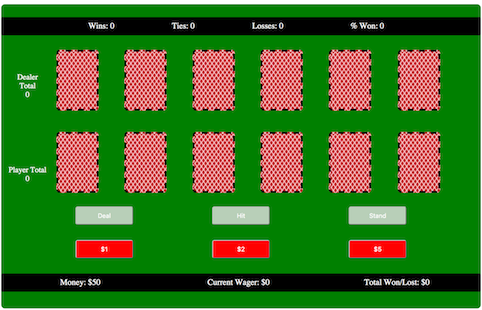 Wins: 0 Ties: 0 Losses: 0 % Won: 0
Dealer
Total
0
Player Total
0
Deal Hit Stand
$1 $2 $5
Money: $50 Current Wager: $0 Total Won/Lost: $0